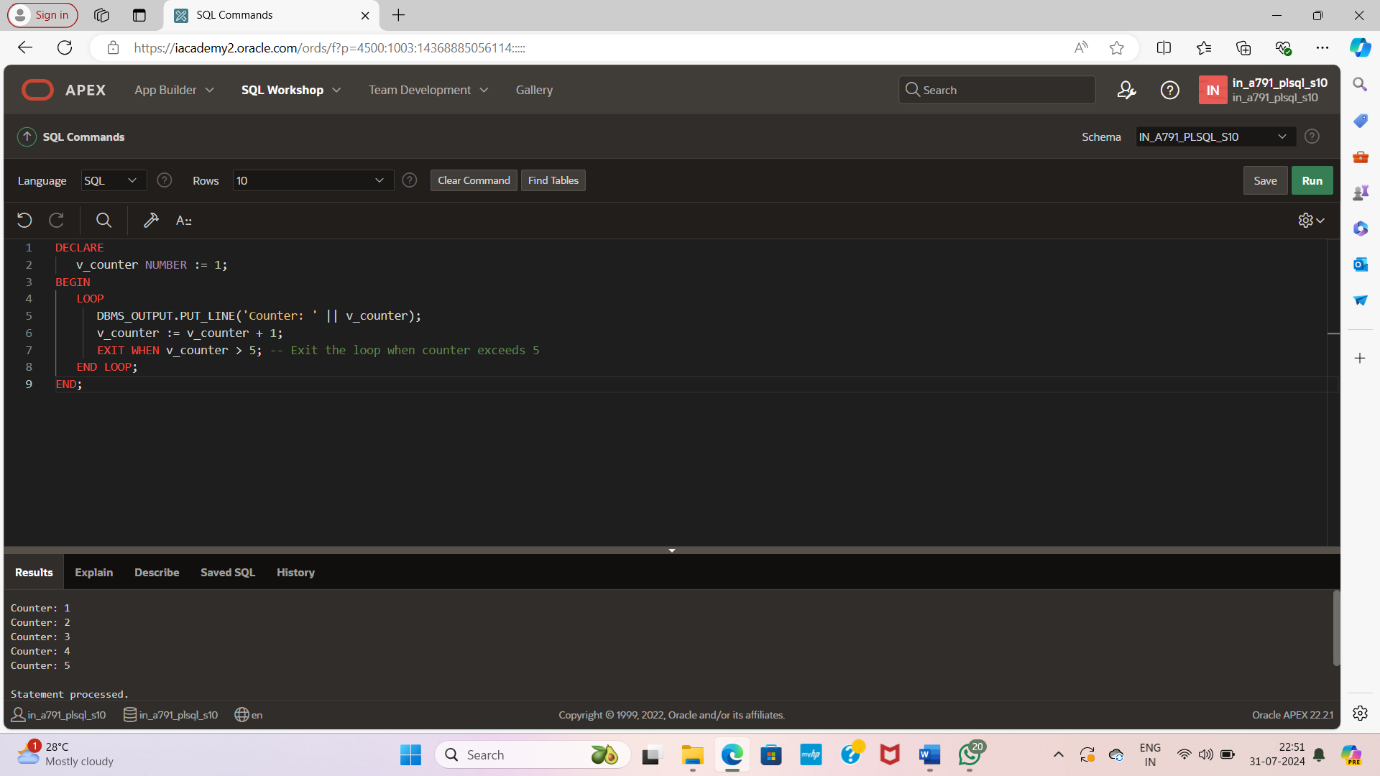 Sign in
SQL Commands
https://iacademy2.oracle.com/ords/f?p=4500:1003:14368885056114:::::
APEX App Builder SQL Workshop Team Development Gallery Search IN in_a791_plsql_s10
in_a791_plsql_s10
SQL Commands Schema IN_A791_PLSQL_S10
Language SQL Rows 10 Clear Command Find Tables Save Run
A::
1 DECLARE
2 v_counter NUMBER := 1;
3 BEGIN
4 LOOP
5 DBMS_OUTPUT.PUT_LINE('Counter: ' || v_counter);
6 v_counter := v_counter + 1;
7 EXIT WHEN v_counter > 5; -- Exit the loop when counter exceeds 5
8 END LOOP;
9 END;
Results Explain Describe Saved SQL History
Counter: 1
Counter: 2
Counter: 3
Counter: 4
Counter: 5
Statement processed.
in_a791_plsql_s10 in_a791_plsql_s10 en Copyright © 1999, 2022, Oracle and/or its affiliates. Oracle APEX 22.2.1
1 28°C
Mostly cloudy
Search
myhp
W
20
ENG
IN
22:51
31-07-2024
PRE